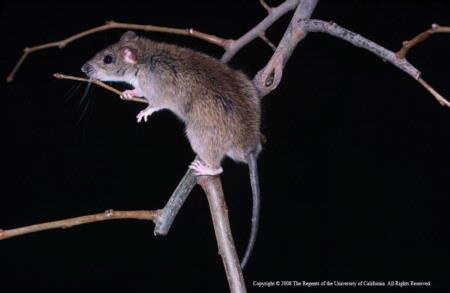 Copyright © 2008 The Regents of the University of California. All Rights Reserved.